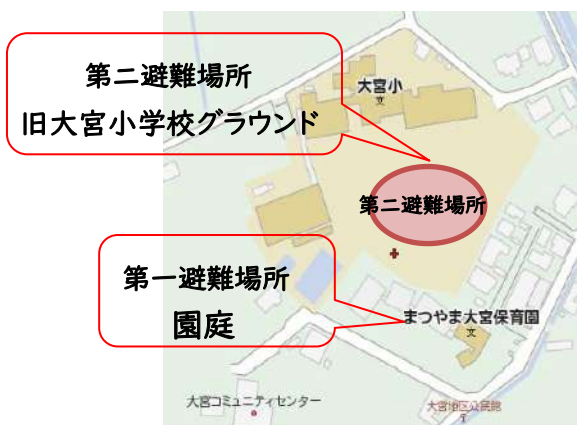 第二避難場所
旧大宮小学校グラウンド
大宮小
文
第二避難場所
第一避難場所
園庭
まつやま大宮保育園
文
大宮コミュニティセンター
大宮地区公民館